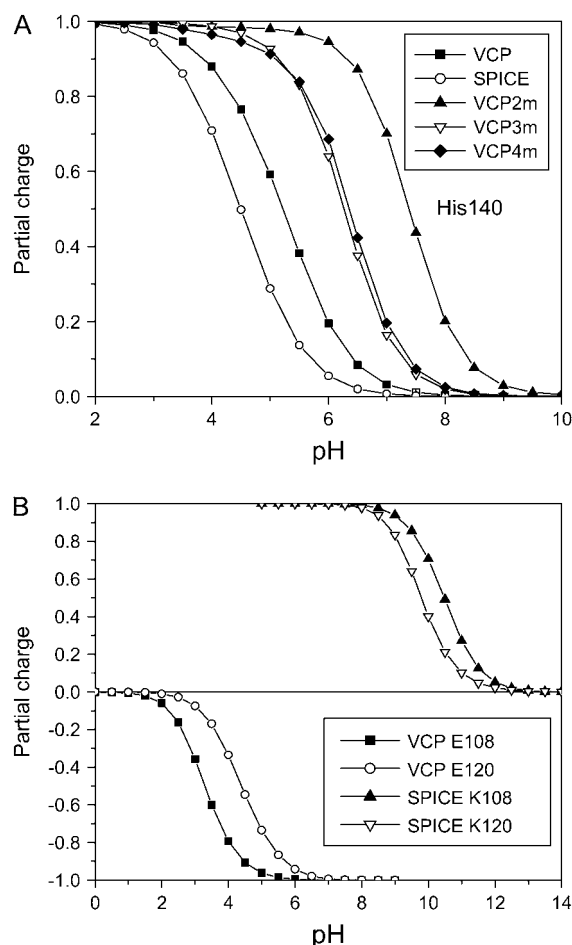 A
1.0
0.8
0.6
0.4
0.2
0.0
Partial charge
VCP
SPICE
VCP2m
VCP3m
VCP4m
His140
2 4 6 8 10
pH
B
1.0
0.8
0.6
0.4
0.2
0.0
-0.2
-0.4
-0.6
-0.8
-1.0
Partial charge
VCP E108
VCP E120
SPICE K108
SPICE K120
0 2 4 6 8 10 12 14
pH